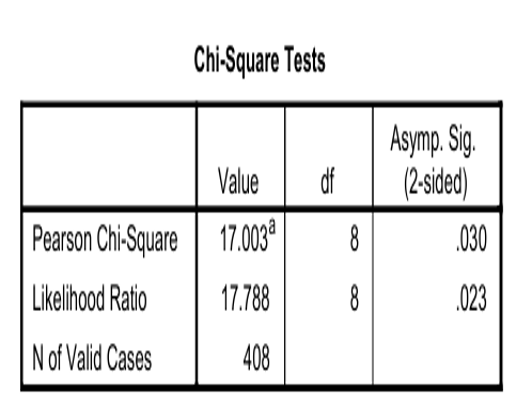 Chi-Square Tests
Value df Asymp. Sig. (2-sided)
Pearson Chi-Square 17.003a 8 .030
Likelihood Ratio 17.788 8 .023
N of Valid Cases 408